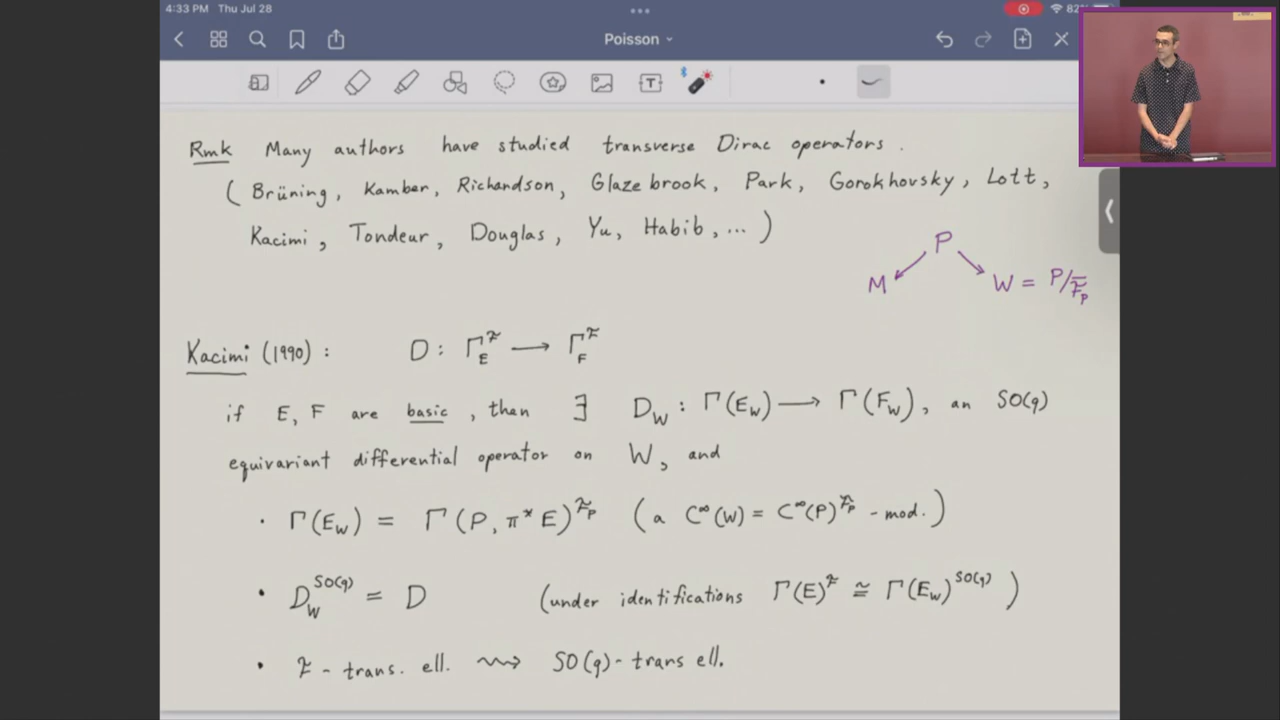 4:33 PM Thu Jul 28
82%
Poisson
Rmk Many authors have studied transverse Dirac operators.
(Brüning, Kamber, Richardson, Glazebrook, Park, Gorokhovsky, Lott,
Kacimi, Tondeur, Douglas, Yu, Habib, ...)
P
M W = P/F̄_P
Kacimi (1990): D: Γ_E^F ⟶ Γ_F^F
if E, F are basic, then ∃ D_W: Γ(E_W) ⟶ Γ(F_W), an SO(q)
equivariant differential operator on W, and
· Γ(E_W) = Γ(P, π*E)^{F_P} (a C^∞(W) = C^∞(P)^{F_P} - mod.)
· D_W^{SO(q)} = D (under identifications Γ(E)^F ≅ Γ(E_W)^{SO(q)})
· F - trans. ell. ⇝ SO(q) - trans ell.